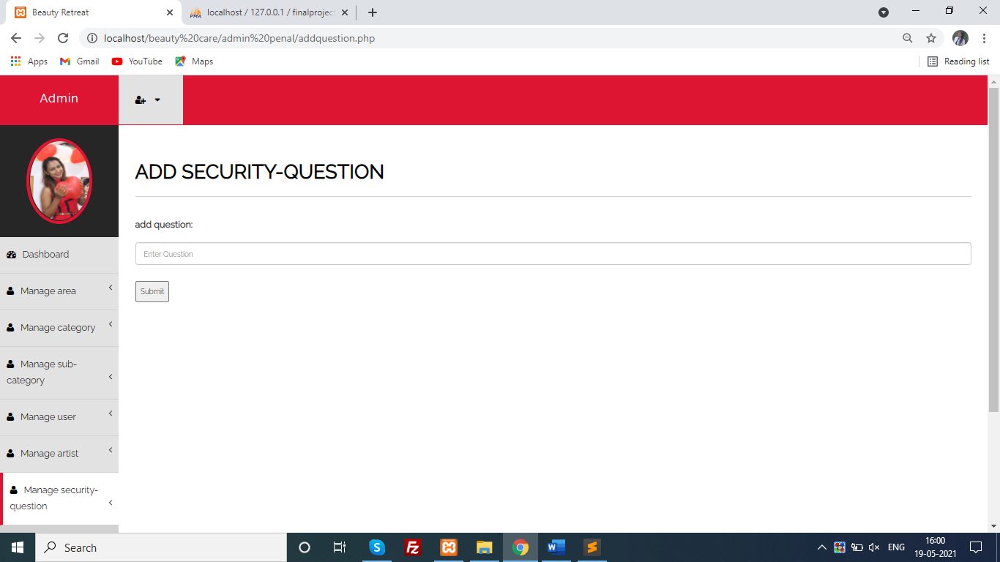 Beauty Retreat
localhost / 127.0.0.1 / finalproject
localhost/beauty%20care/admin%20penal/addquestion.php
Apps Gmail YouTube Maps Reading list
Admin
ADD SECURITY-QUESTION
add question:
Enter Question
Submit
Dashboard
Manage area
Manage category
Manage sub-
category
Manage user
Manage artist
Manage security-
question
Search
ENG
16:00
19-05-2021